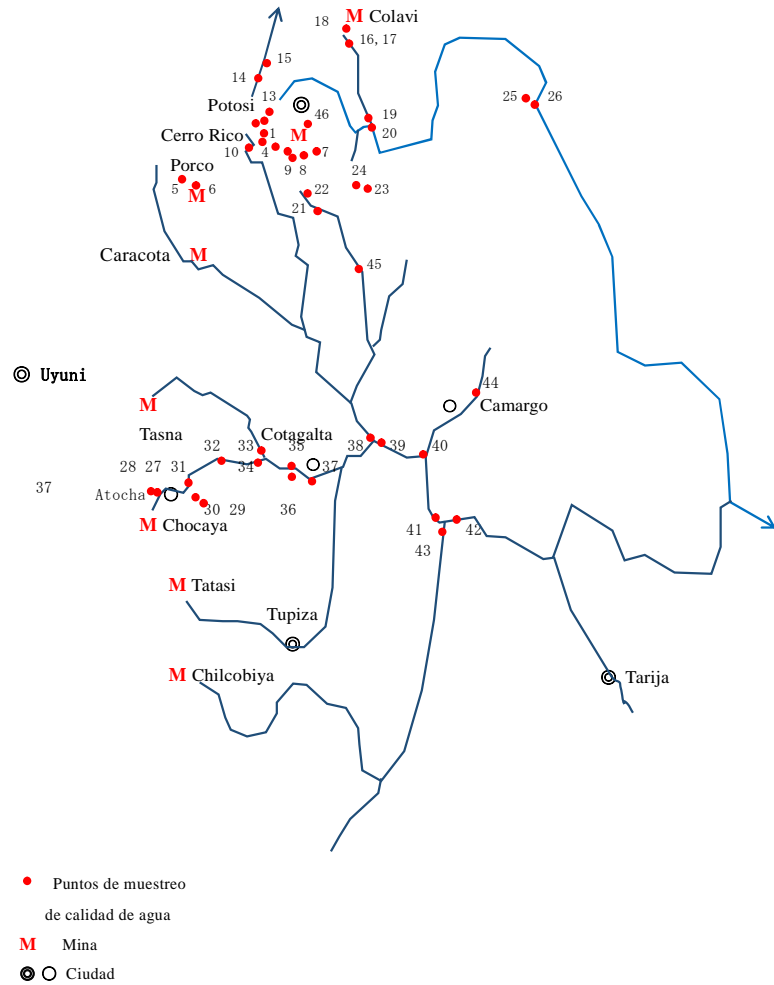 18
M Colavi
16, 17
15
14
13
Potosi
46
25
26
19
20
Cerro Rico
1
M
10
4
9
8
7
Porco
5
M
6
24
23
22
21
Caracota
M
45
Uyuni
44
Camargo
M
Tasna
32
33
Cotagalta
35
38
39
40
28
27
31
34
37
37
Atocha
30
29
36
M Chocaya
41
42
43
M Tatasi
Tupiza
M Chilcobiya
Tarija
Puntos de muestreo
de calidad de agua
M Mina
Ciudad